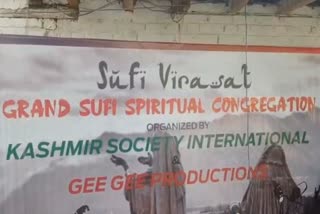 Sufi Virasat
GRAND SUFI SPIRITUAL CONGREGATION
ORGANIZED BY
KASHMIR SOCIETY INTERNATIONAL
GEE GEE PRODUCTIONS